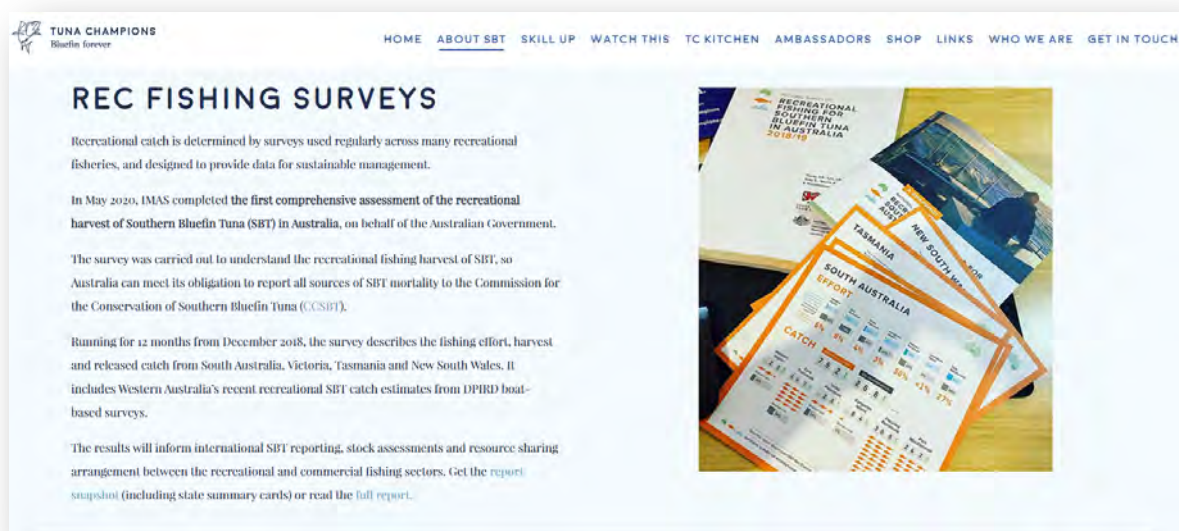 TUNA CHAMPIONS
Bluefin forever
HOME ABOUT SBT SKILL UP WATCH THIS TC KITCHEN AMBASSADORS SHOP LINKS WHO WE ARE GET IN TOUCH
REC FISHING SURVEYS
Recreational catch is determined by surveys used regularly across many recreational
fisheries, and designed to provide data for sustainable management.
In May 2020, IMAS completed the first comprehensive assessment of the recreational
harvest of Southern Bluefin Tuna (SBT) in Australia, on behalf of the Australian Government.
The survey was carried out to understand the recreational fishing harvest of SBT, so
Australia can meet its obligation to report all sources of SBT mortality to the Commission for
the Conservation of Southern Bluefin Tuna (CCSBT).
Running for 12 months from December 2018, the survey describes the fishing effort, harvest
and released catch from South Australia, Victoria, Tasmania and New South Wales. It
includes Western Australia's recent recreational SBT catch estimates from DPIRD boat-
based surveys.
The results will inform international SBT reporting, stock assessments and resource sharing
arrangement between the recreational and commercial fishing sectors. Get the report
snapshot (including state summary cards) or read the full report.
RECREATIONAL
FISHING FOR
SOUTHERN
BLUEFIN TUNA
IN AUSTRALIA
2018/19
TASMANIA
NEW SOUTH
SOUTH AUSTRALIA
EFFORT
CATCH